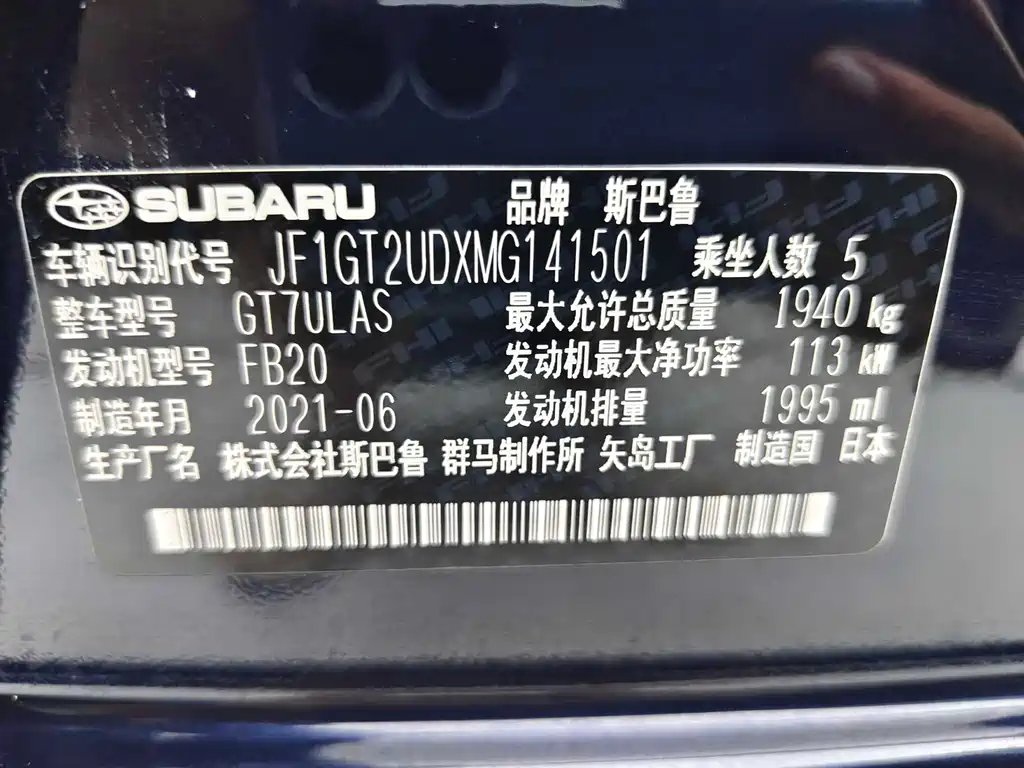 SUBARU 品牌 斯巴鲁
车辆识别代号 JF1GT2UDXMG141501 乘坐人数 5
整车型号 GT7ULAS 最大允许总质量 1940 kg
发动机型号 FB20 发动机最大净功率 113 kW
制造年月 2021-06 发动机排量 1995 ml
生产厂名 株式会社斯巴鲁 群马制作所 矢岛工厂 制造国 日本